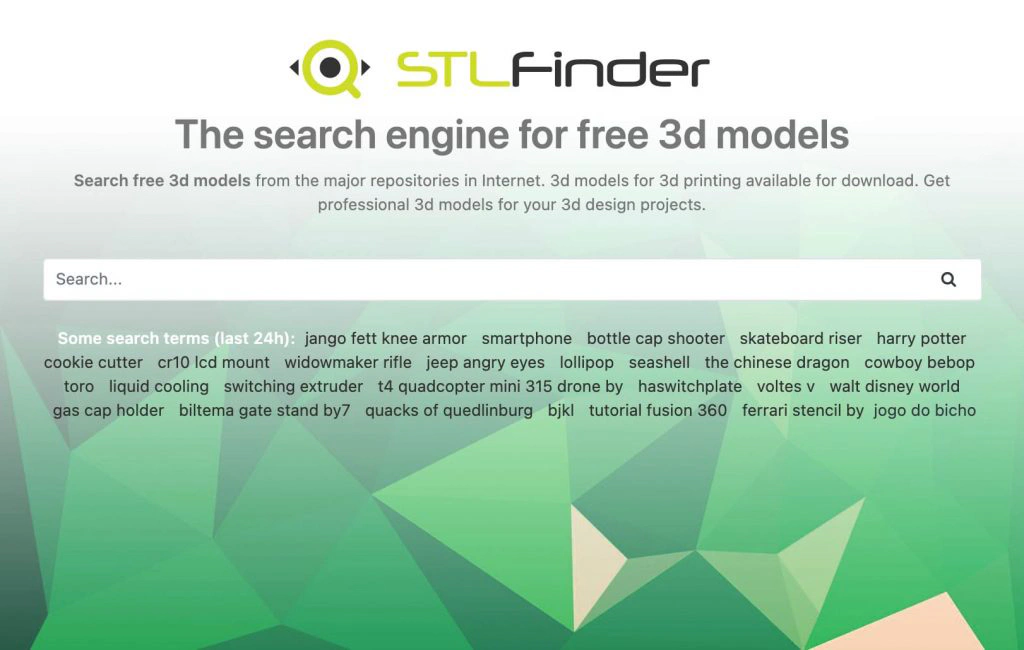 STLFinder
The search engine for free 3d models
Search free 3d models from the major repositories in Internet. 3d models for 3d printing available for download. Get
professional 3d models for your 3d design projects.
Search...
Some search terms (last 24h): jango fett knee armor smartphone bottle cap shooter skateboard riser harry potter
cookie cutter cr10 lcd mount widowmaker rifle jeep angry eyes lollipop seashell the chinese dragon cowboy bebop
toro liquid cooling switching extruder t4 quadcopter mini 315 drone by haswitchplate voltes v walt disney world
gas cap holder biltema gate stand by7 quacks of quedlinburg bjkl tutorial fusion 360 ferrari stencil by jogo do bicho